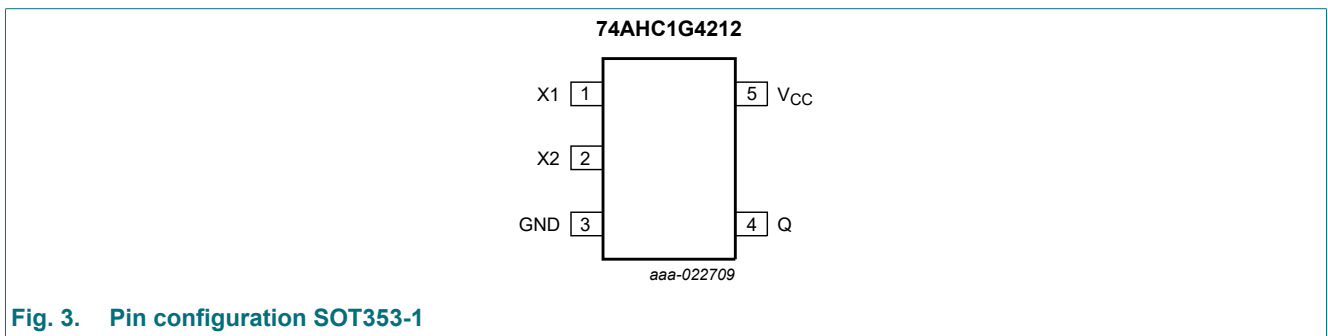 74AHC1G4212
X1 1 5 VCC
X2 2
GND 3 4 Q
aaa-022709
Fig. 3. Pin configuration SOT353-1